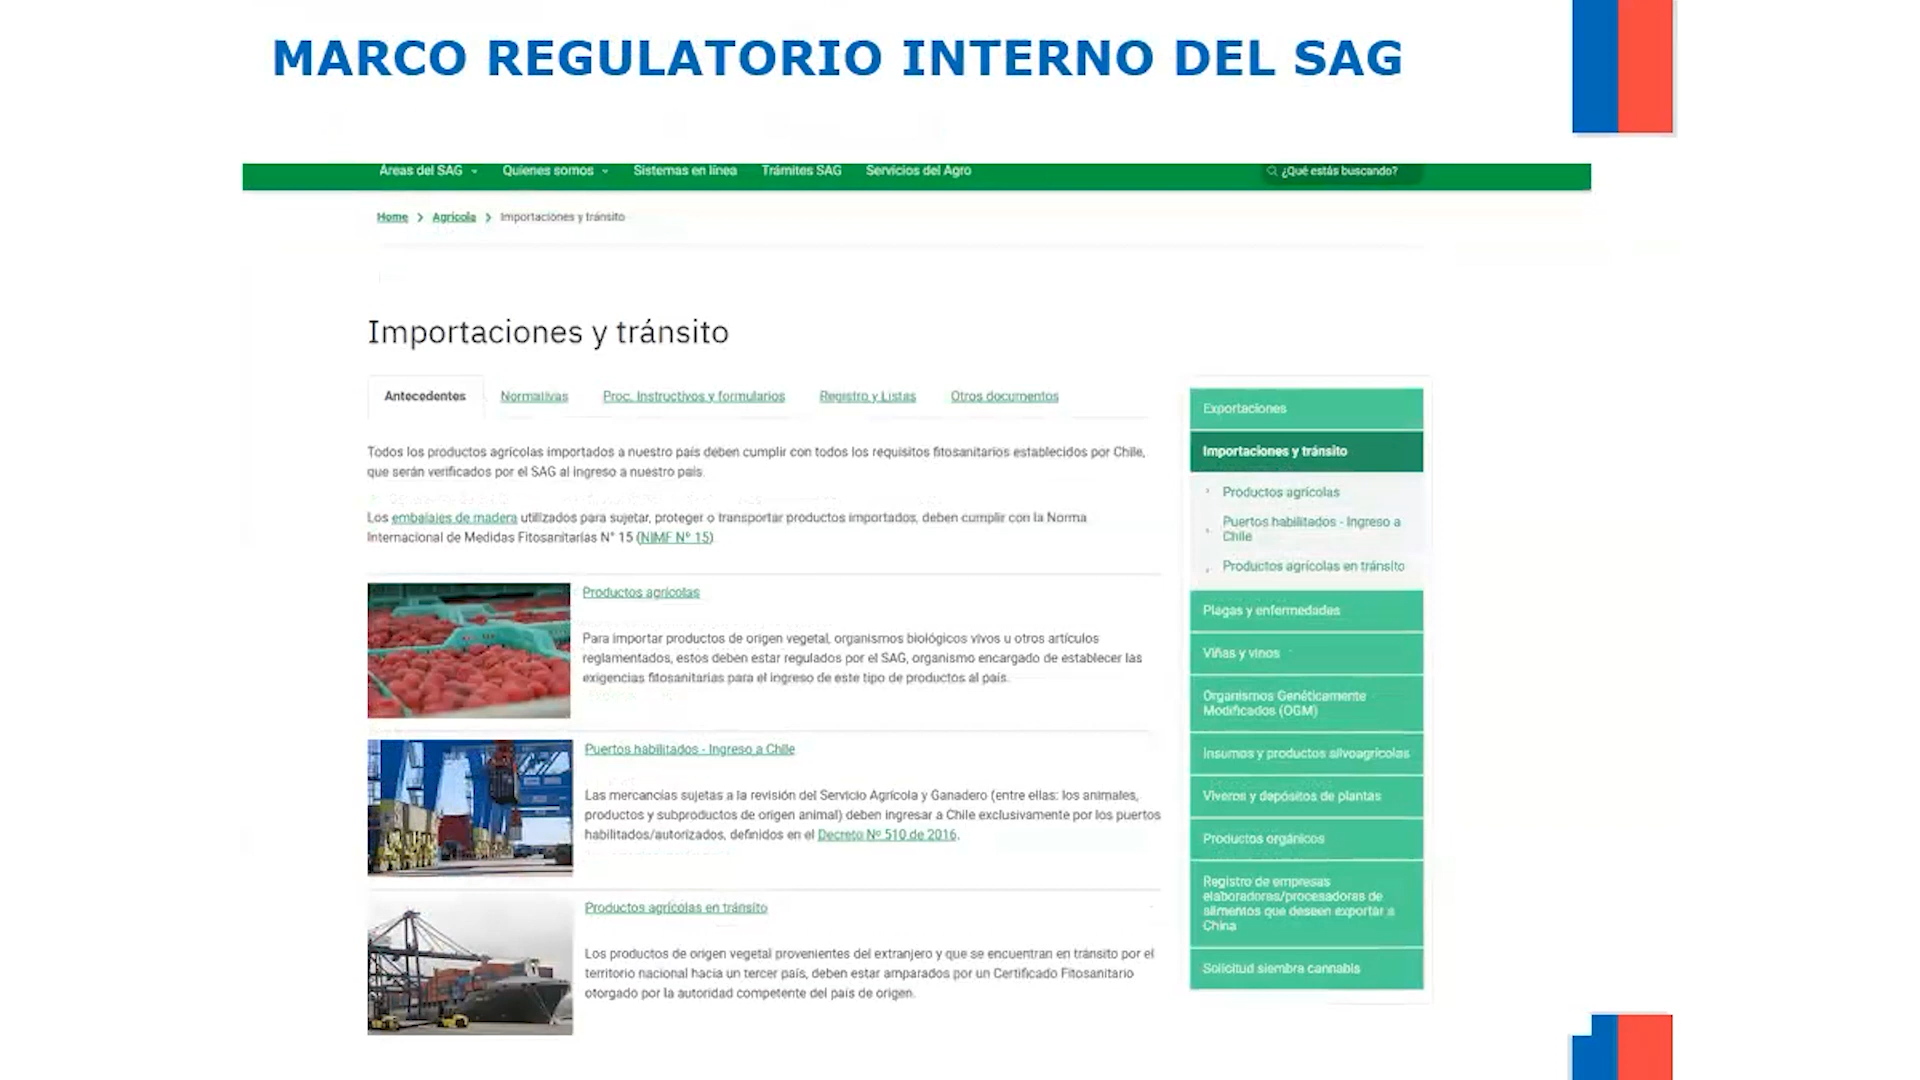 MARCO REGULATORIO INTERNO DEL SAG
Áreas del SAG
Quienes somos
Sistemas en línea
Trámites SAG
Servicios del Agro
¿Qué estás buscando?
Home > Agrícola > Importaciones y tránsito
Importaciones y tránsito
Antecedentes
Normativas
Proc. Instructivos y formularios
Registro y Listas
Otros documentos
Todos los productos agrícolas importados a nuestro país deben cumplir con todos los requisitos fitosanitarios establecidos por Chile,
que serán verificados por el SAG al ingreso a nuestro país.
Los embalajes de madera utilizados para sujetar, proteger o transportar productos importados, deben cumplir con la Norma
Internacional de Medidas Fitosanitarías N° 15 (NIMF Nº 15)
Productos agrícolas
Para importar productos de origen vegetal, organismos biológicos vivos u otros artículos
reglamentados, estos deben estar regulados por el SAG, organismo encargado de establecer las
exigencias fitosanitarias para el ingreso de este tipo de productos al país.
Puertos habilitados - Ingreso a Chile
Las mercancías sujetas a la revisión del Servicio Agrícola y Ganadero (entre ellas: los animales,
productos y subproductos de origen animal) deben ingresar a Chile exclusivamente por los puertos
habilitados/autorizados, definidos en el Decreto Nº 510 de 2016.
Productos agrícolas en tránsito
Los productos de origen vegetal provenientes del extranjero y que se encuentran en tránsito por el
territorio nacional hacia un tercer país, deben estar amparados por un Certificado Fitosanitario
otorgado por la autoridad competente del país de origen.
Exportaciones
Importaciones y tránsito
Productos agrícolas
Puertos habilitados - Ingreso a
Chile
Productos agrícolas en tránsito
Plagas y enfermedades
Viñas y vinos
Organismos Genéticamente
Modificados (OGM)
Insumos y productos silvoagrícolas
Viveros y depósitos de plantas
Productos orgánicos
Registro de empresas
elaboradoras/procesadoras de
alimentos que deseen exportar a
China
Solicitud siembra cannabis